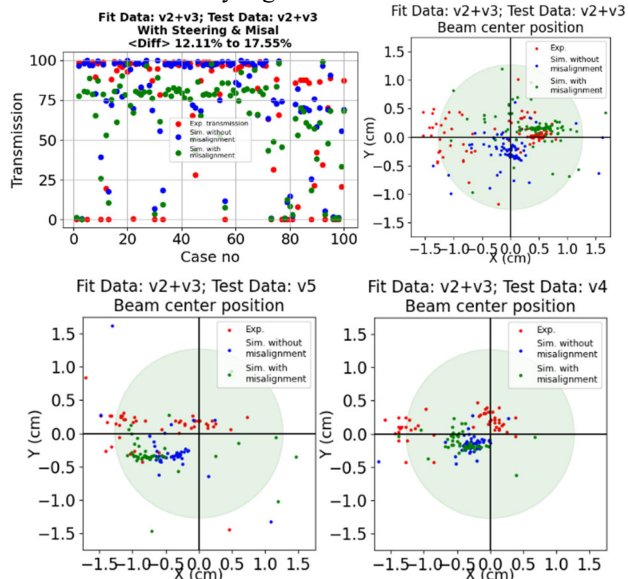 Fit Data: v2+v3; Test Data: v2+v3
With Steering & Misal
<Diff> 12.11% to 17.55%
Transmission
100
75
50
25
0
Exp. transmission
Sim. without
misalignment
Sim. with
misalignment
0 20 40 60 80 100
Case no
Fit Data: v2+v3; Test Data: v2+v3
Beam center position
Y (cm)
1.5
1.0
0.5
0.0
−0.5
−1.0
−1.5
Exp.
Sim. without
misalignment
Sim. with
misalignment
−1.5−1.0−0.5 0.0 0.5 1.0 1.5
X (cm)
Fit Data: v2+v3; Test Data: v5
Beam center position
Y (cm)
1.5
1.0
0.5
0.0
−0.5
−1.0
−1.5
Exp.
Sim. without
misalignment
Sim. with
misalignment
−1.5−1.0−0.5 0.0 0.5 1.0 1.5
X (cm)
Fit Data: v2+v3; Test Data: v4
Beam center position
Y (cm)
1.5
1.0
0.5
0.0
−0.5
−1.0
−1.5
Exp.
Sim. without
misalignment
Sim. with
misalignment
−1.5−1.0−0.5 0.0 0.5 1.0 1.5
X (cm)